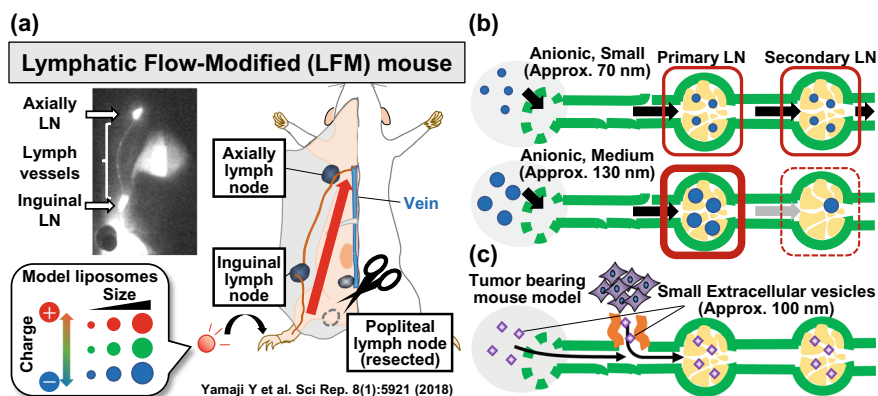 (a)
Lymphatic Flow-Modified (LFM) mouse
Axially
LN
Lymph
vessels
Inguinal
LN
Axially
lymph
node
Vein
Inguinal
lymph
node
Popliteal
lymph node
(resected)
Model liposomes
Size
Charge
+
−
−
Yamaji Y et al. Sci Rep. 8(1):5921 (2018)
(b)
Anionic, Small
(Approx. 70 nm)
Primary LN
Secondary LN
Anionic, Medium
(Approx. 130 nm)
(c)
Tumor bearing
mouse model
Small Extracellular vesicles
(Approx. 100 nm)